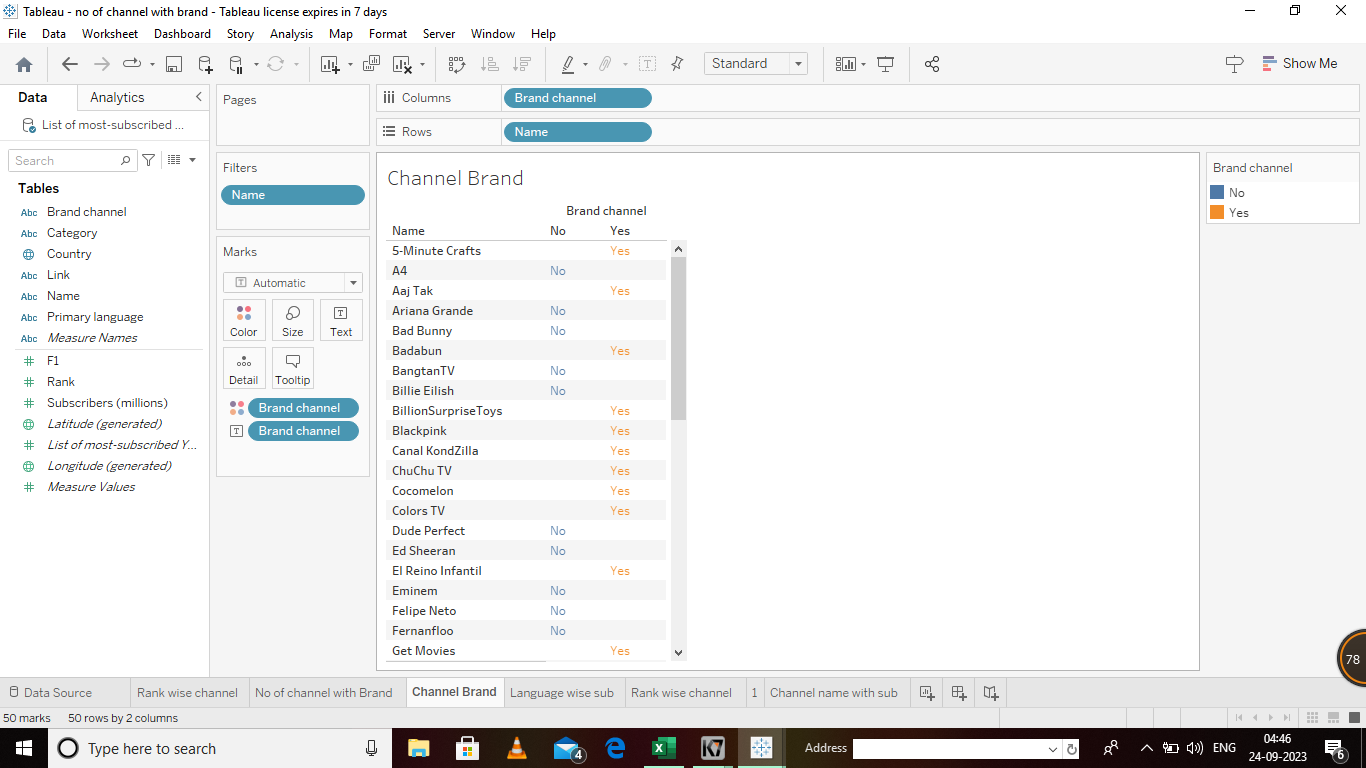 Tableau - no of channel with brand - Tableau license expires in 7 days
File Data Worksheet Dashboard Story Analysis Map Format Server Window Help
Standard
Show Me
Data Analytics
List of most-subscribed ...
Search
Tables
Abc Brand channel
Abc Category
Country
Abc Link
Abc Name
Abc Primary language
Abc Measure Names
# F1
# Rank
# Subscribers (millions)
Latitude (generated)
# List of most-subscribed Y...
Longitude (generated)
# Measure Values
Pages
Filters
Name
Marks
T Automatic
Color Size T Text
Detail Tooltip
Brand channel
T Brand channel
Columns Brand channel
Rows Name
Channel Brand
Brand channel
Name No Yes
5-Minute Crafts Yes
A4 No
Aaj Tak Yes
Ariana Grande No
Bad Bunny No
Badabun Yes
BangtanTV No
Billie Eilish No
BillionSurpriseToys Yes
Blackpink Yes
Canal KondZilla Yes
ChuChu TV Yes
Cocomelon Yes
Colors TV Yes
Dude Perfect No
Ed Sheeran No
El Reino Infantil Yes
Eminem No
Felipe Neto No
Fernanfloo No
Get Movies Yes
Brand channel
No
Yes
78
Data Source Rank wise channel No of channel with Brand Channel Brand Language wise sub Rank wise channel 1 Channel name with sub
50 marks 50 rows by 2 columns
Type here to search 4 Address ENG 04:46
24-09-2023 6